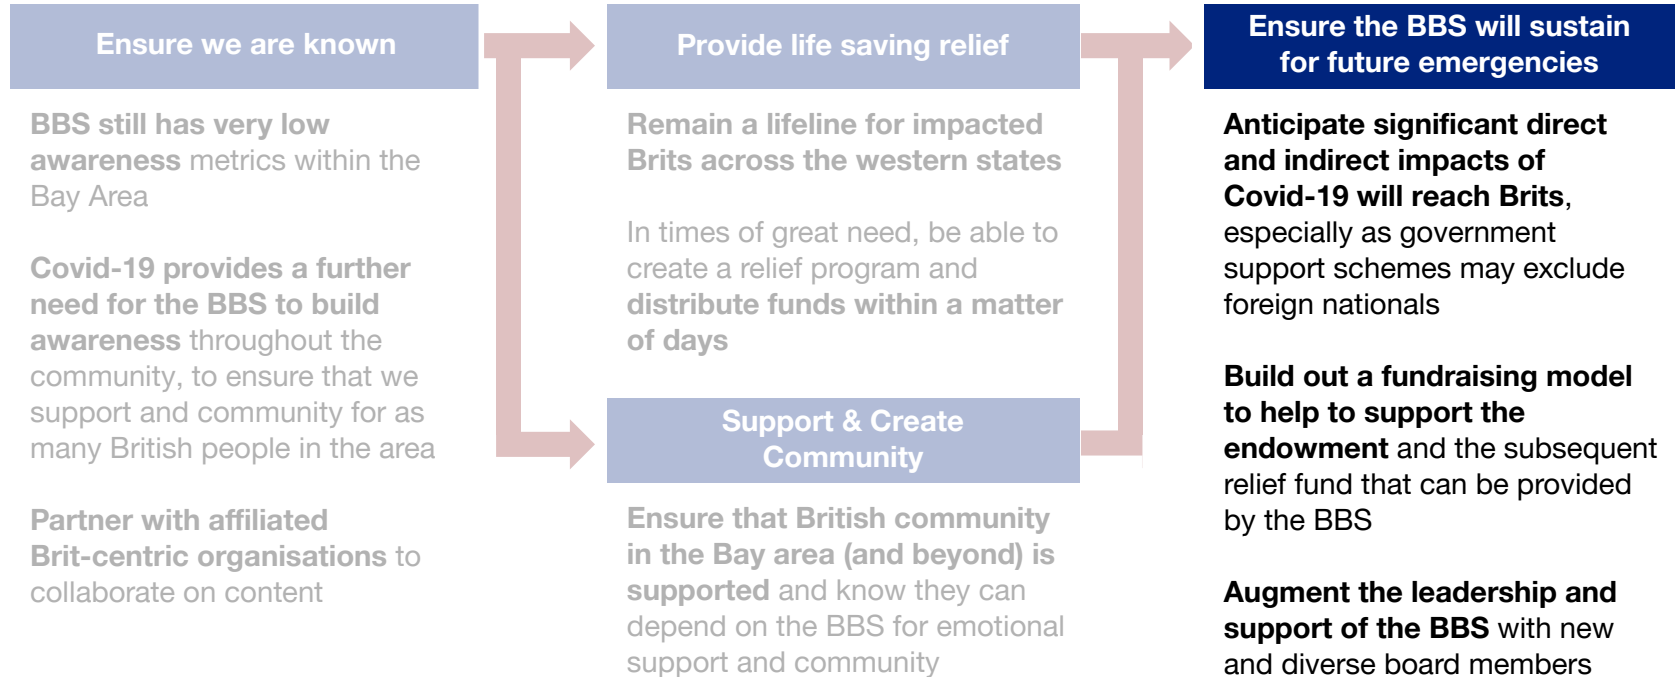 Ensure we are known
BBS still has very low
awareness metrics within the
Bay Area
Covid-19 provides a further
need for the BBS to build
awareness throughout the
community, to ensure that we
support and community for as
many British people in the area
Partner with affiliated
Brit-centric organisations to
collaborate on content
Provide life saving relief
Remain a lifeline for impacted
Brits across the western states
In times of great need, be able to
create a relief program and
distribute funds within a matter
of days
Support & Create
Community
Ensure that British community
in the Bay area (and beyond) is
supported and know they can
depend on the BBS for emotional
support and community
Ensure the BBS will sustain
for future emergencies
Anticipate significant direct
and indirect impacts of
Covid-19 will reach Brits,
especially as government
support schemes may exclude
foreign nationals
Build out a fundraising model
to help to support the
endowment and the subsequent
relief fund that can be provided
by the BBS
Augment the leadership and
support of the BBS with new
and diverse board members